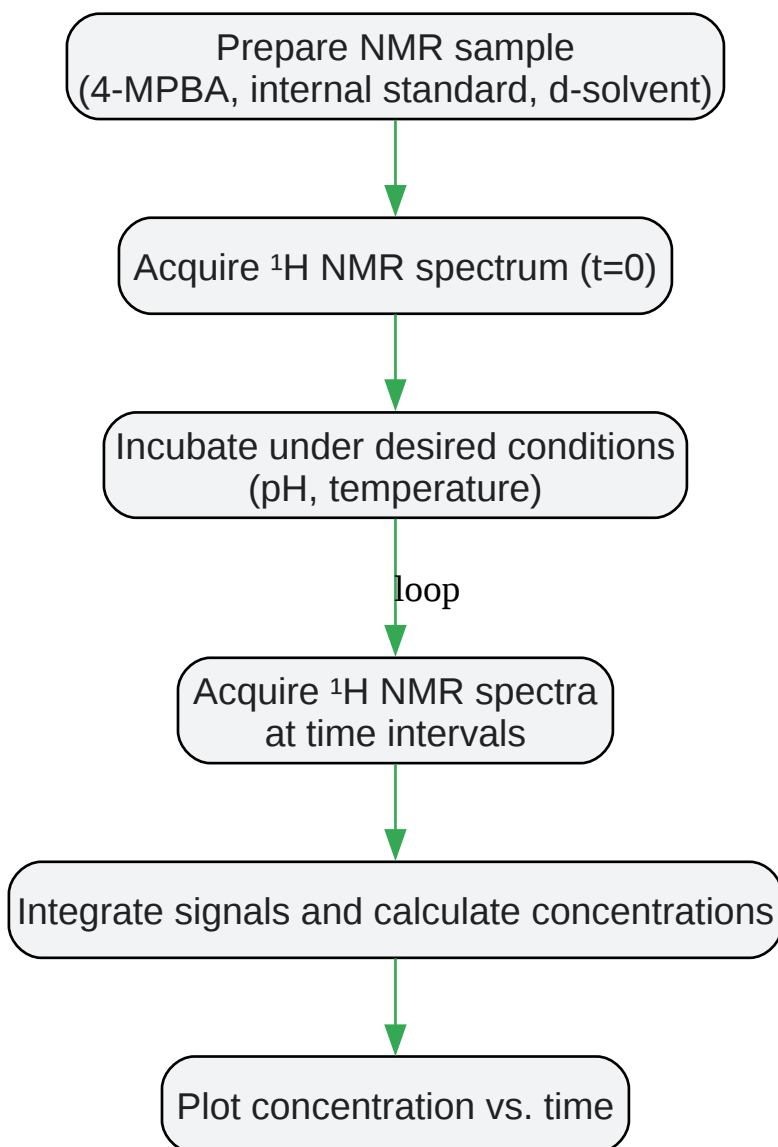 Prepare NMR sample
(4-MPBA, internal standard, d-solvent)
Acquire ¹H NMR spectrum (t=0)
Incubate under desired conditions
(pH, temperature)
loop
Acquire ¹H NMR spectra
at time intervals
Integrate signals and calculate concentrations
Plot concentration vs. time